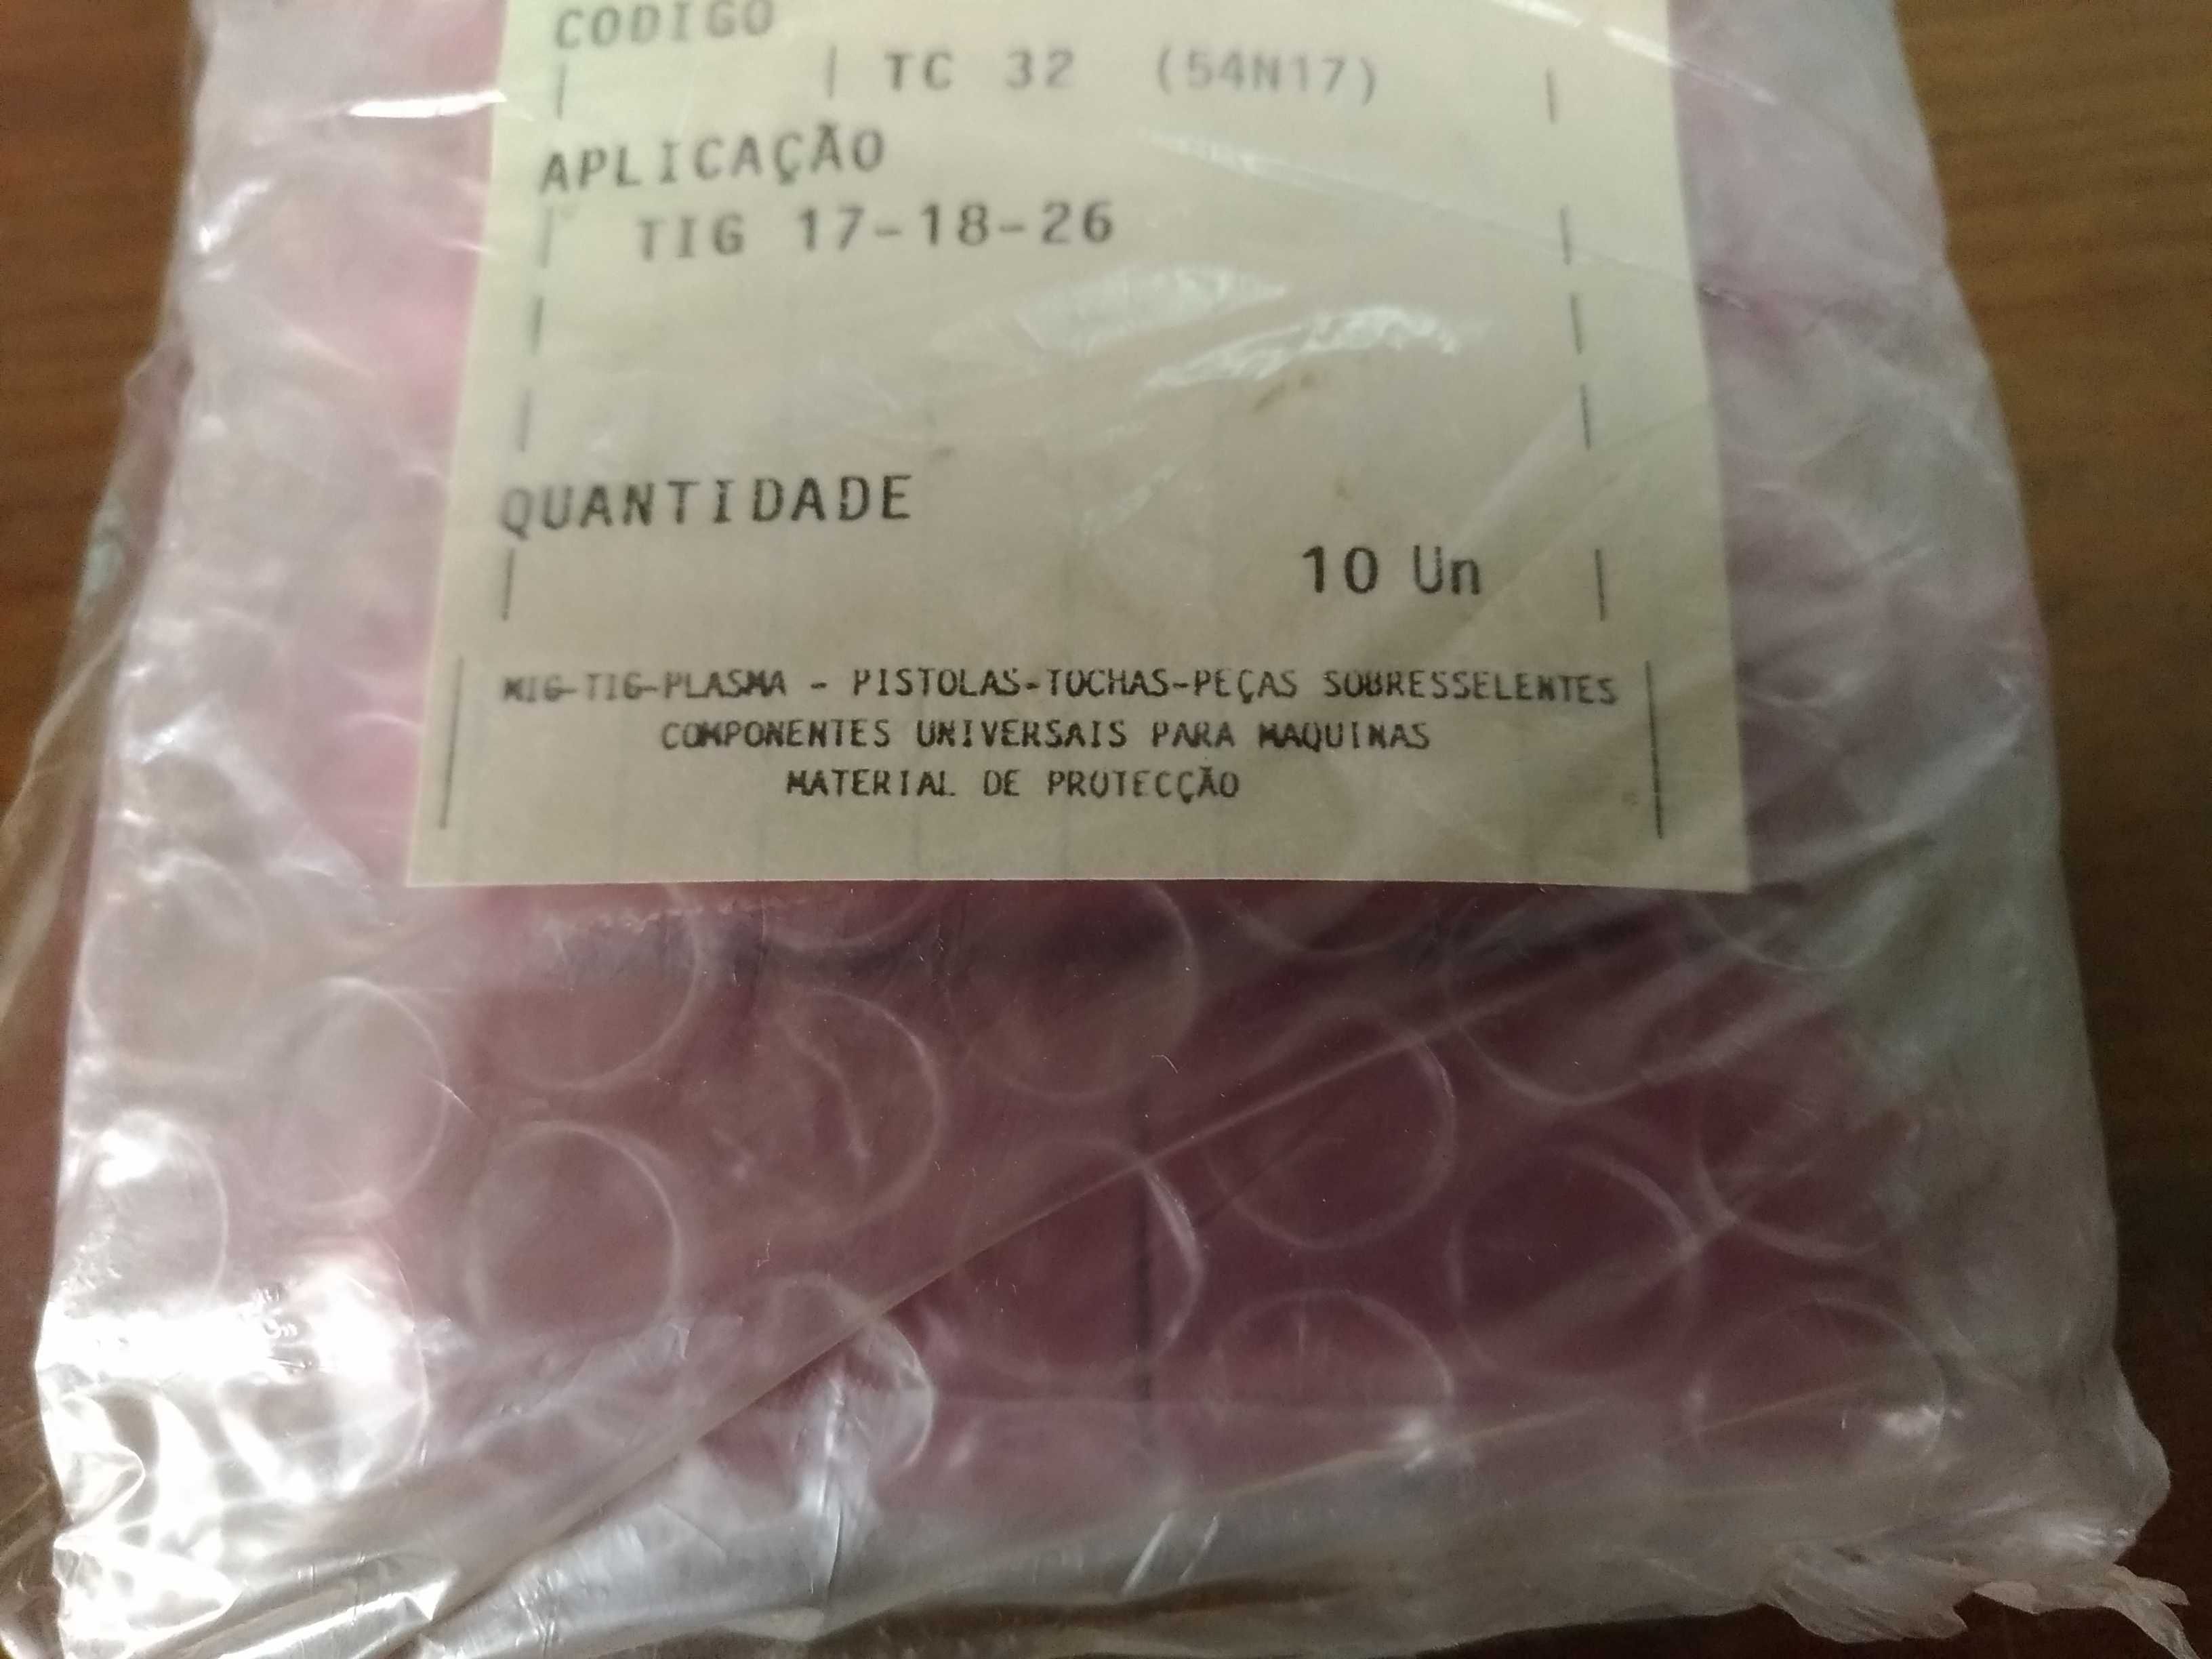 CODIGO
TC 32 (54N17)
APLICAÇÃO
TIG 17-18-26
QUANTIDADE
10 Un
MIG-TIG-PLASMA - PISTOLAS-TOCHAS-PEÇAS SOBRESSELENTES
COMPONENTES UNIVERSAIS PARA MAQUINAS
MATERIAL DE PROTECÇÃO